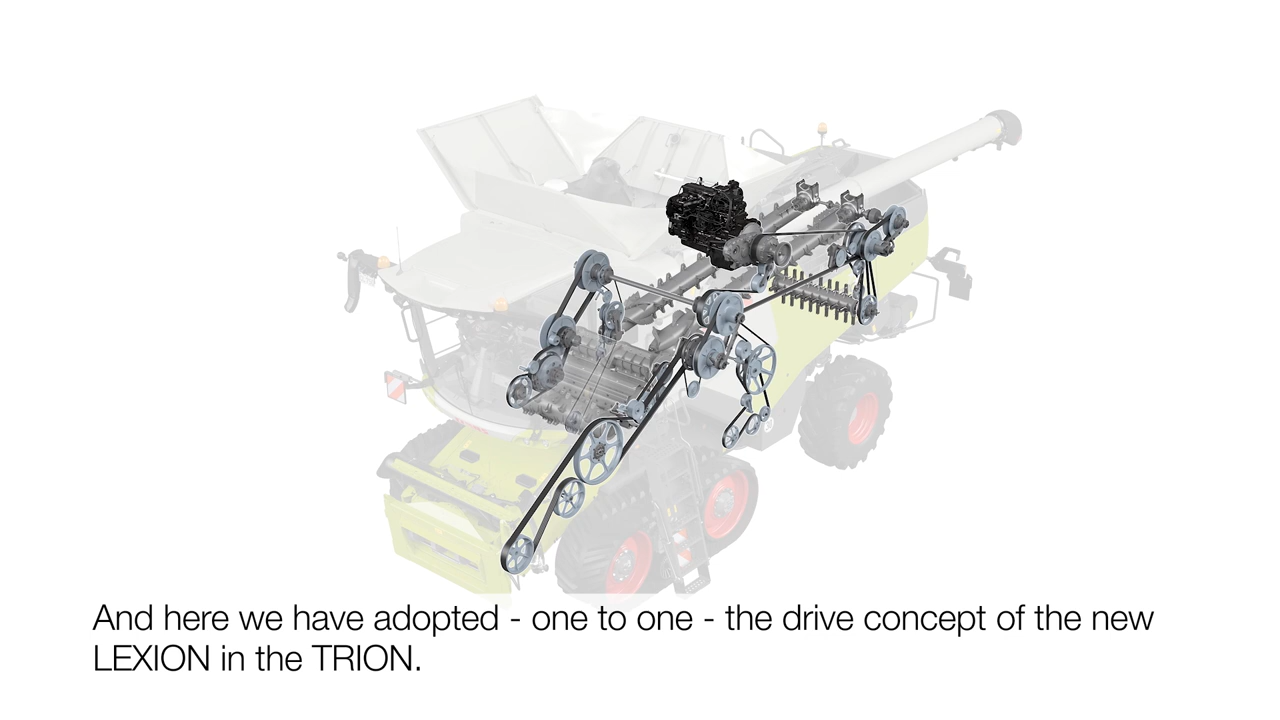 And here we have adopted - one to one - the drive concept of the new
LEXION in the TRION.